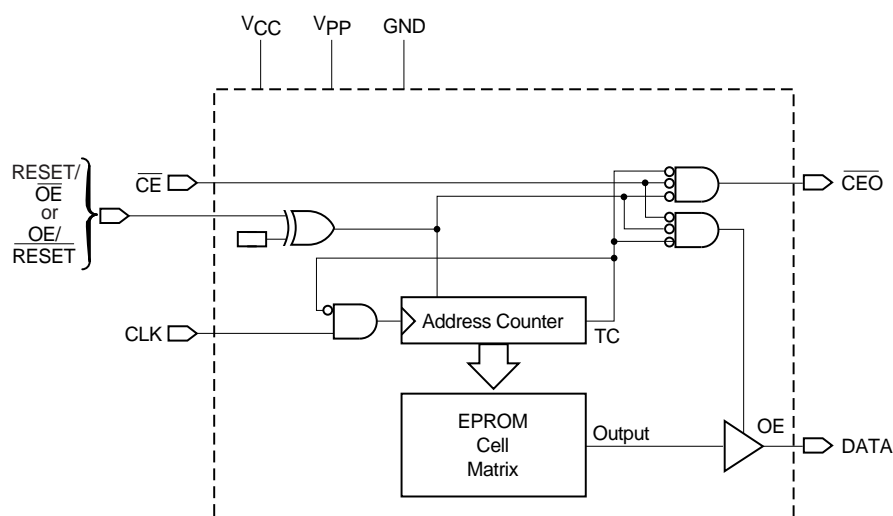 VCC VPP GND
RESET/
OE
or
OE/
RESET
CE
CEO
CLK
Address Counter
TC
EPROM
Cell
Matrix
Output
OE
DATA